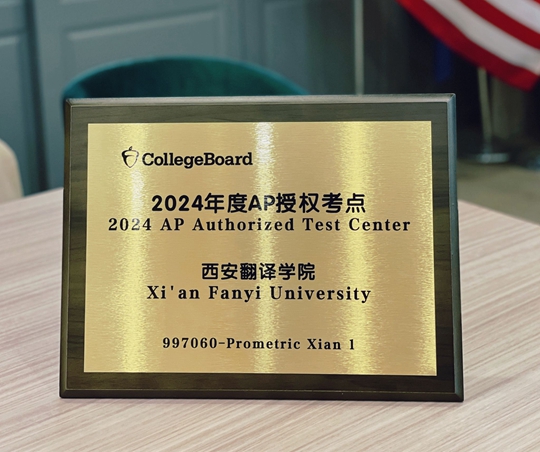 CollegeBoard
2024年度AP授权考点
2024 AP Authorized Test Center
西安翻译学院
Xi'an Fanyi University
997060-Prometric Xian 1